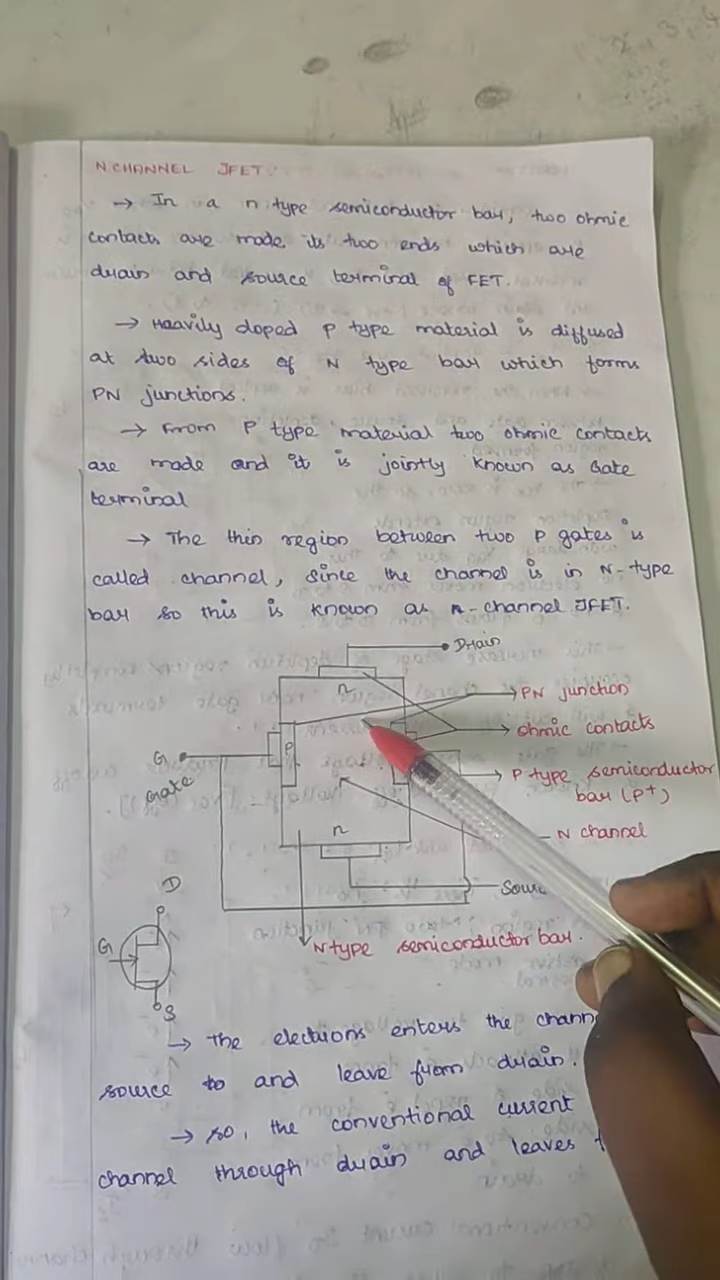 N CHANNEL JFET:
→ In a n type semiconductor bar, two ohmic
contacts are made its two ends which are
drain and source terminal of FET.
→ Haavily doped P type material is diffused
at two sides of N type bar which forms
PN junctions.
→ From P type material two ohmic contacts
are made and it is jointly known as Gate
terminal
→ The thin region between two P gates is
called channel, since the channel is in N-type
bar so this is known as n-channel JFET.
Drain
n
PN junction
ohmic contacts
G
Gate
P
P type semiconductor
bar (P+)
N channel
n
D
G
S
N type semiconductor bar.
→ The electrons enters the
source to and leave from drain.
→ so, the conventional current
channel through drain and leaves